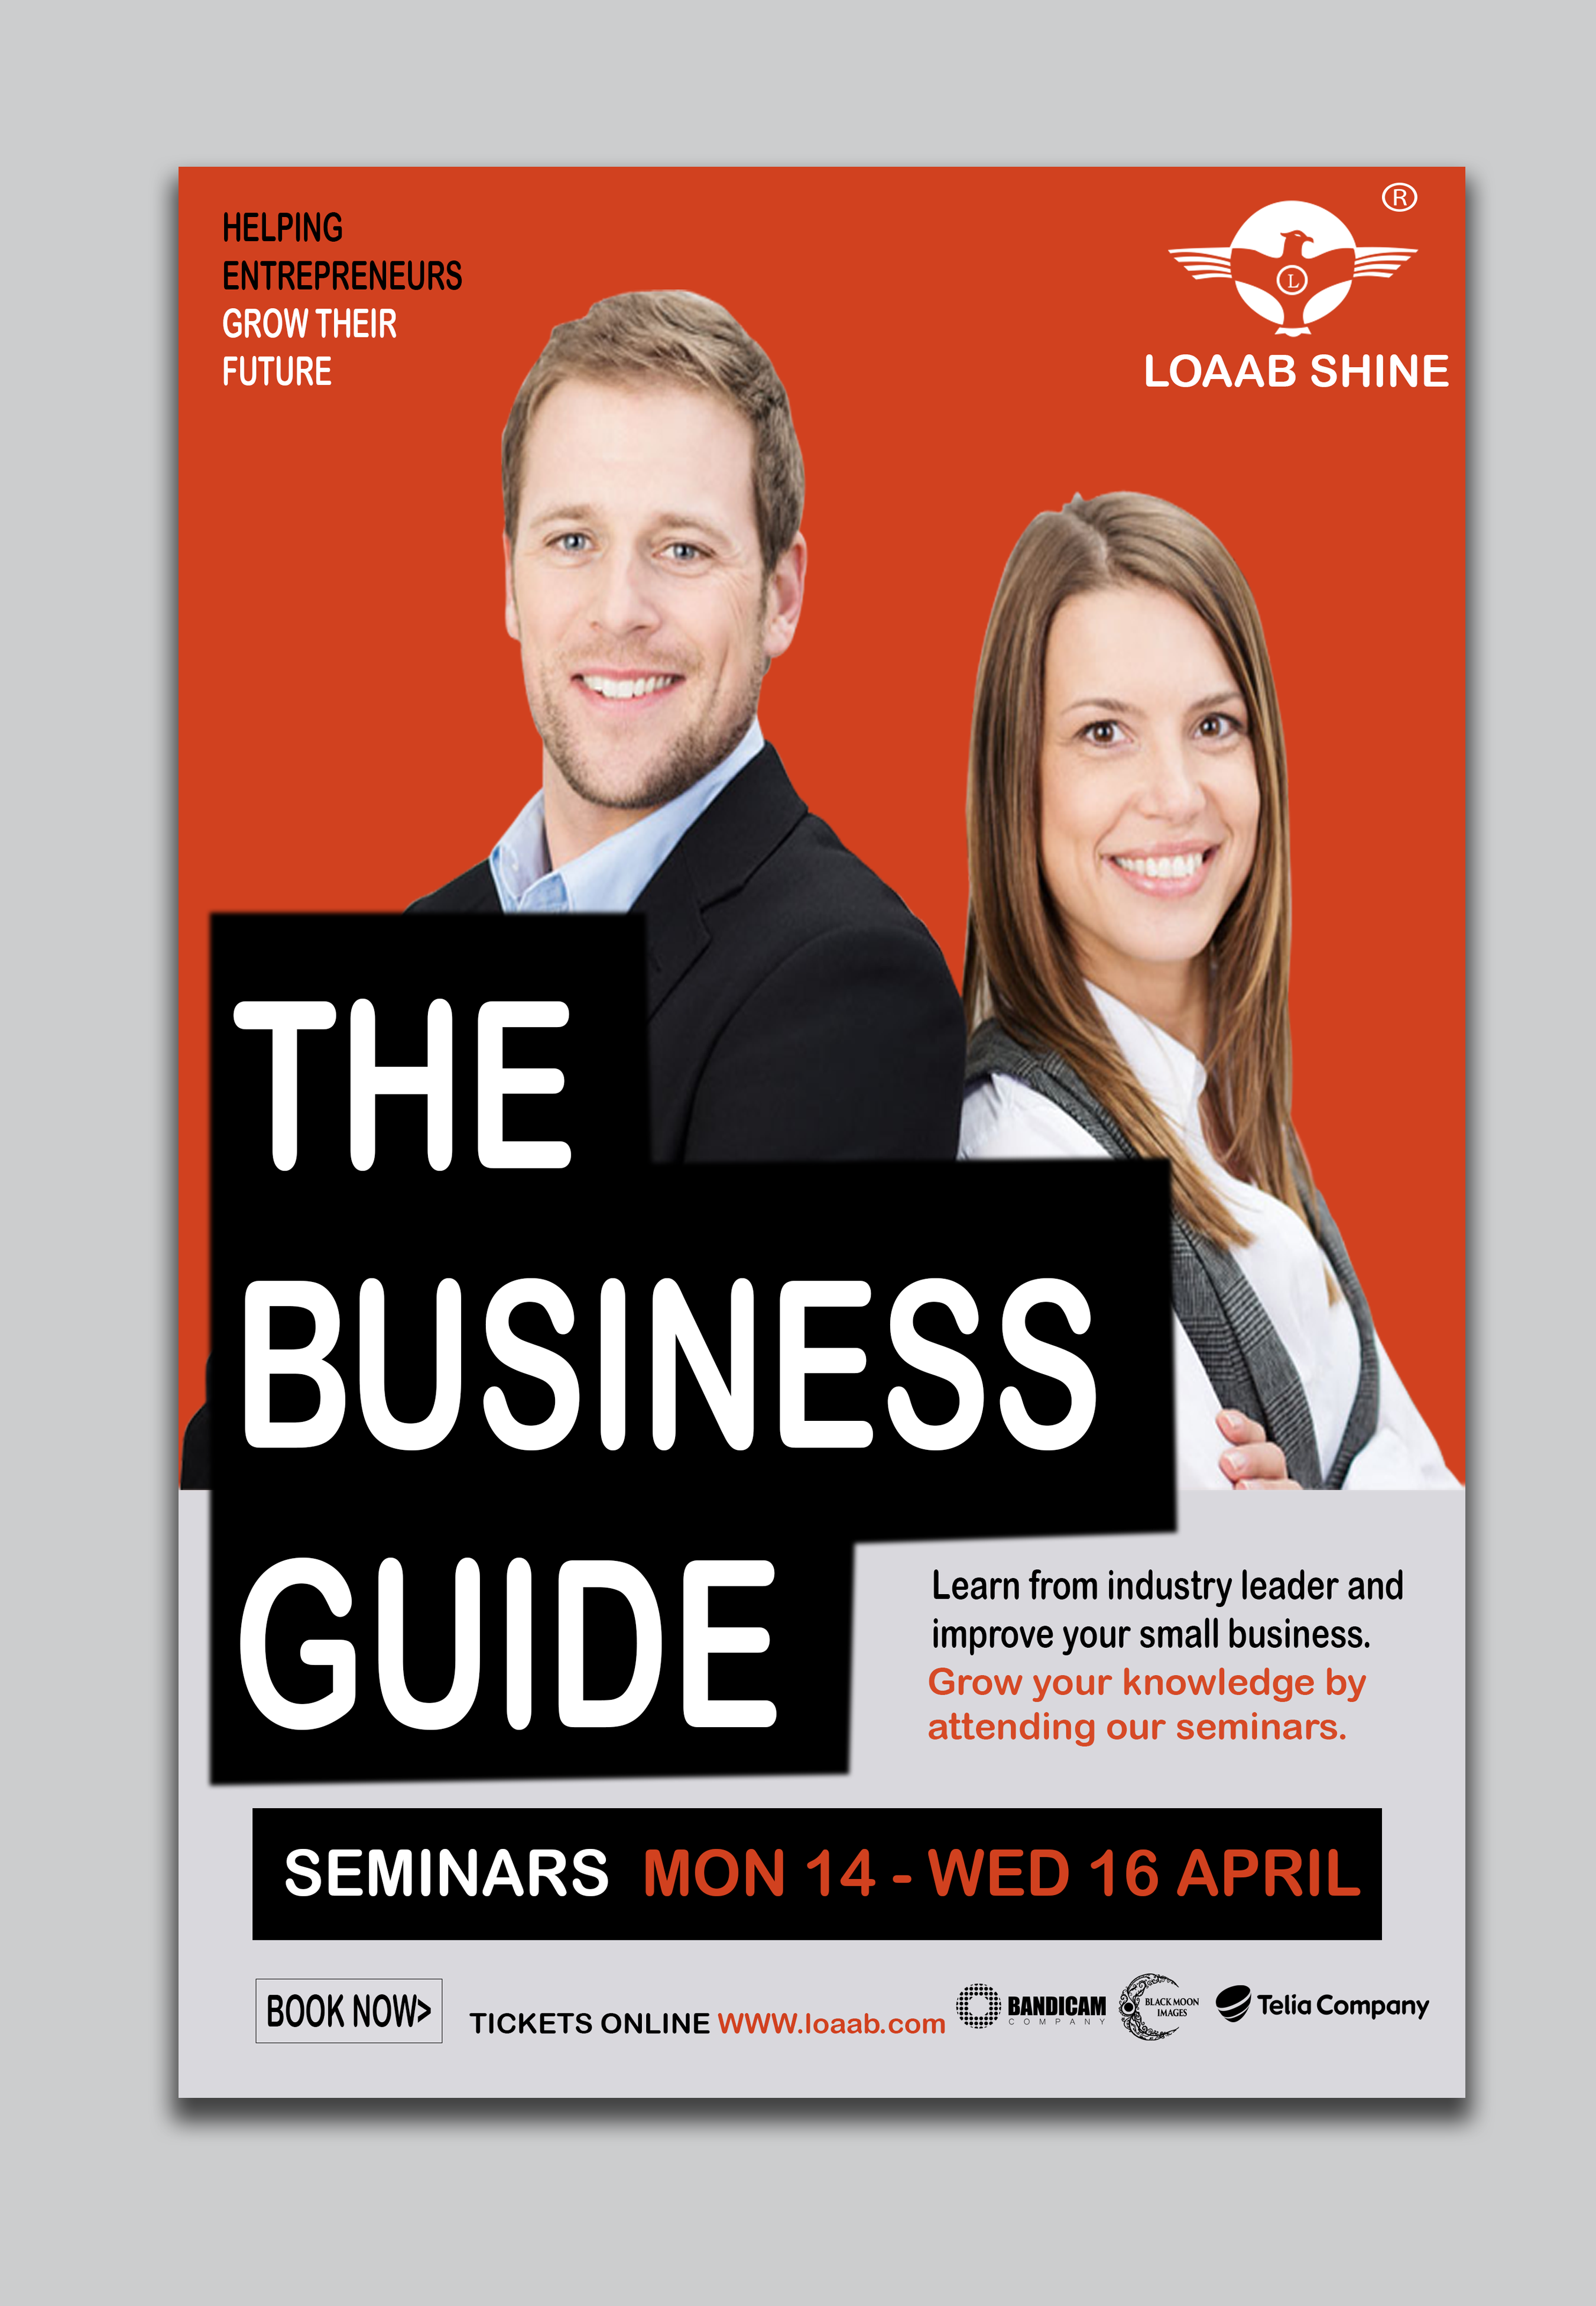 HELPING
ENTREPRENEURS
GROW THEIR
FUTURE
®
L
LOAAB SHINE
THE
BUSINESS
GUIDE
Learn from industry leader and
improve your small business.
Grow your knowledge by
attending our seminars.
SEMINARS MON 14 - WED 16 APRIL
BOOK NOW>
TICKETS ONLINE WWW.loaab.com
BANDICAM
COMPANY
BLACK MOON
IMAGES
Telia Company